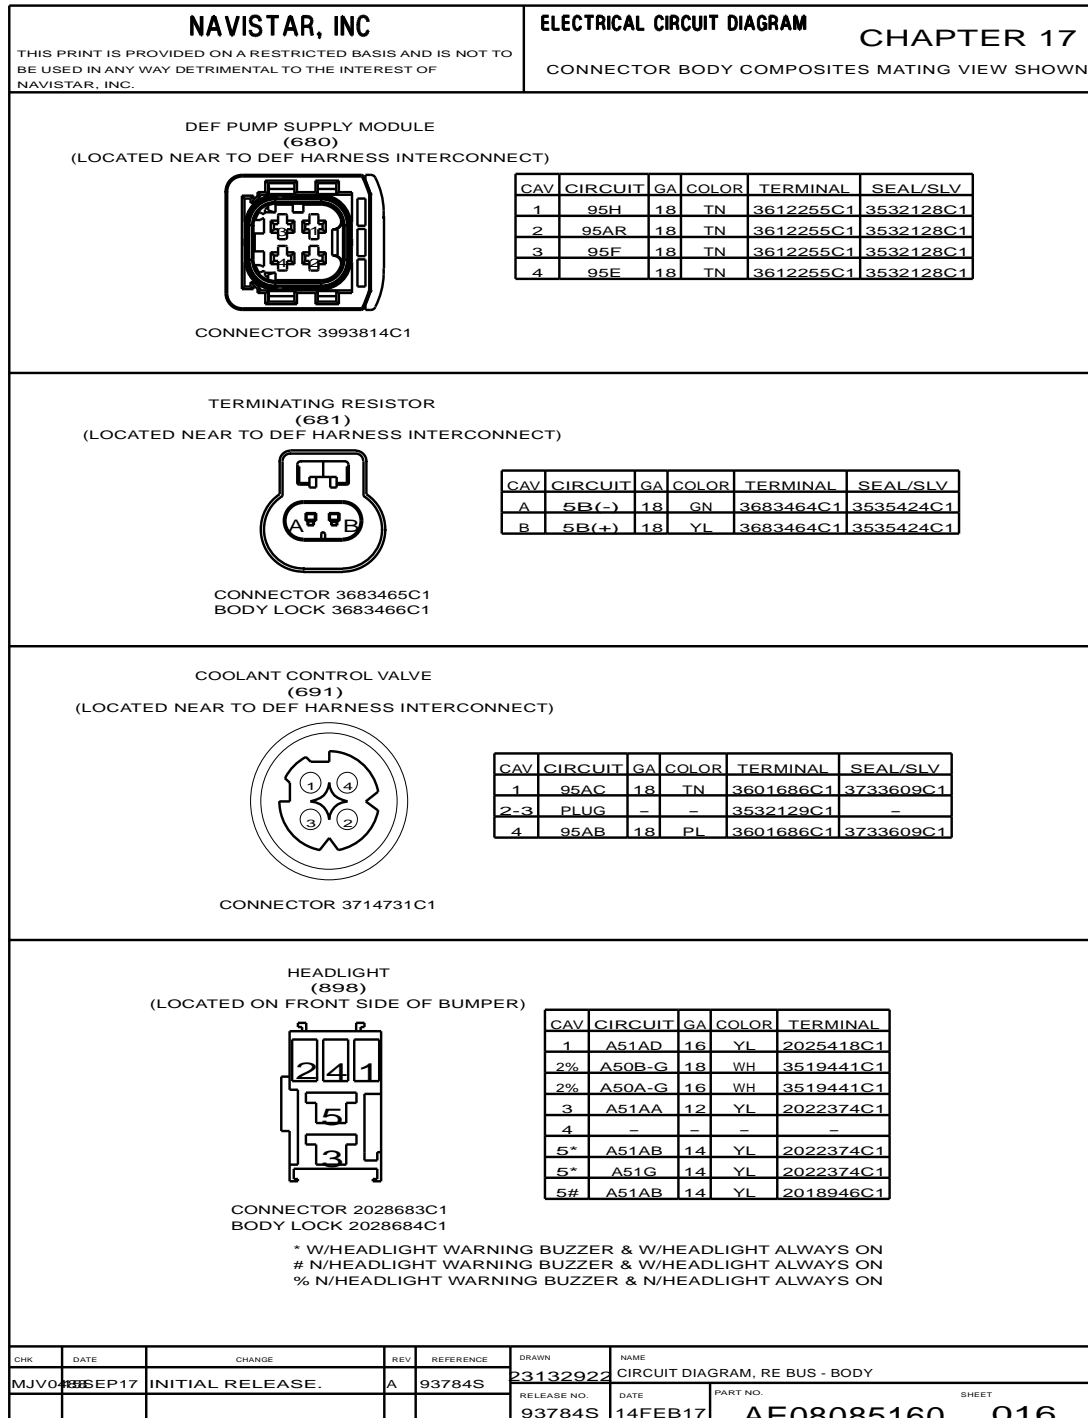 NAVISTAR, INC
THIS PRINT IS PROVIDED ON A RESTRICTED BASIS AND IS NOT TO
BE USED IN ANY WAY DETRIMENTAL TO THE INTEREST OF
NAVISTAR, INC.
ELECTRICAL CIRCUIT DIAGRAM
CHAPTER 17
CONNECTOR BODY COMPOSITES MATING VIEW SHOWN
DEF PUMP SUPPLY MODULE
(680)
(LOCATED NEAR TO DEF HARNESS INTERCONNECT)
3 1
4 2
CONNECTOR 3993814C1
CAV CIRCUIT GA COLOR TERMINAL SEAL/SLV
1 95H 18 TN 3612255C1 3532128C1
2 95AR 18 TN 3612255C1 3532128C1
3 95F 18 TN 3612255C1 3532128C1
4 95E 18 TN 3612255C1 3532128C1
TERMINATING RESISTOR
(681)
(LOCATED NEAR TO DEF HARNESS INTERCONNECT)
A B
CONNECTOR 3683465C1
BODY LOCK 3683466C1
CAV CIRCUIT GA COLOR TERMINAL SEAL/SLV
A 5B(-) 18 GN 3683464C1 3535424C1
B 5B(+) 18 YL 3683464C1 3535424C1
COOLANT CONTROL VALVE
(691)
(LOCATED NEAR TO DEF HARNESS INTERCONNECT)
1 4
3 2
CONNECTOR 3714731C1
CAV CIRCUIT GA COLOR TERMINAL SEAL/SLV
1 95AC 18 TN 3601686C1 3733609C1
2-3 PLUG – – 3532129C1 –
4 95AB 18 PL 3601686C1 3733609C1
HEADLIGHT
(898)
(LOCATED ON FRONT SIDE OF BUMPER)
2 4 1
5
3
CONNECTOR 2028683C1
BODY LOCK 2028684C1
CAV CIRCUIT GA COLOR TERMINAL
1 A51AD 16 YL 2025418C1
2% A50B-G 18 WH 3519441C1
2% A50A-G 16 WH 3519441C1
3 A51AA 12 YL 2022374C1
4 – – – –
5* A51AB 14 YL 2022374C1
5* A51G 14 YL 2022374C1
5# A51AB 14 YL 2018946C1
* W/HEADLIGHT WARNING BUZZER & W/HEADLIGHT ALWAYS ON
# N/HEADLIGHT WARNING BUZZER & W/HEADLIGHT ALWAYS ON
% N/HEADLIGHT WARNING BUZZER & N/HEADLIGHT ALWAYS ON
CHK DATE CHANGE REV REFERENCE
INITIAL RELEASE. A 93784S
DRAWN
23132922
NAME
CIRCUIT DIAGRAM, RE BUS - BODY
RELEASE NO.
93784S
DATE
14FEB17
PART NO.
AE08085160
SHEET
016